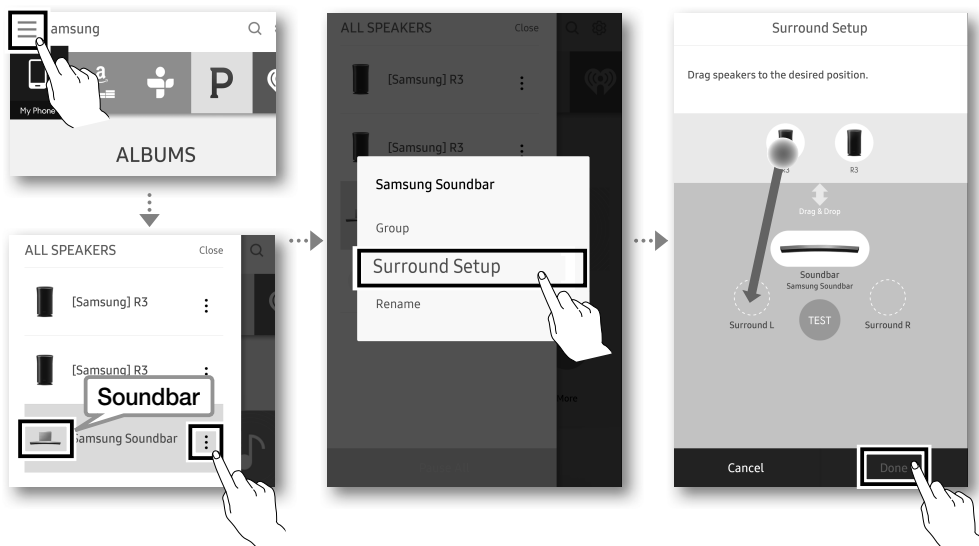 amsung
a
P
My Phone
ALBUMS
ALL SPEAKERS
Close
[Samsung] R3
[Samsung] R3
Soundbar
Samsung Soundbar
ALL SPEAKERS
Close
[Samsung] R3
[Samsung] R3
Samsung Soundbar
Group
Surround Setup
Rename
More
Surround Setup
Drag speakers to the desired position.
R3
R3
Drag & Drop
Soundbar
Samsung Soundbar
Surround L
TEST
Surround R
Cancel
Done